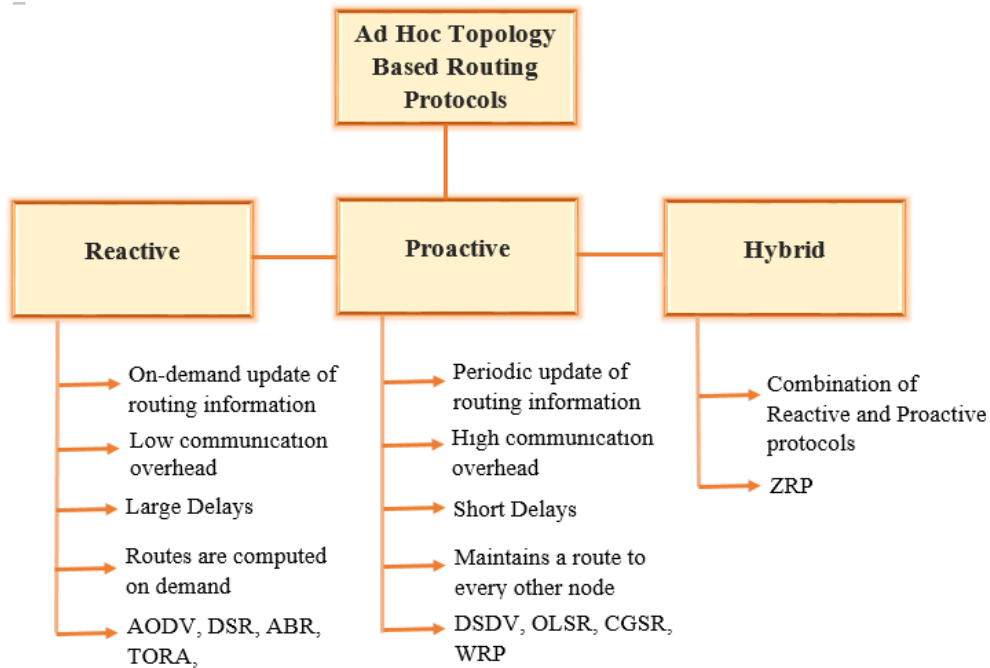 Ad Hoc Topology
Based Routing
Protocols
Reactive
Proactive
Hybrid
On-demand update of
routing information
Low communication
overhead
Large Delays
Routes are computed
on demand
AODV, DSR, ABR,
TORA,
Periodic update of
routing information
High communication
overhead
Short Delays
Maintains a route to
every other node
DSDV, OLSR, CGSR,
WRP
Combination of
Reactive and Proactive
protocols
ZRP